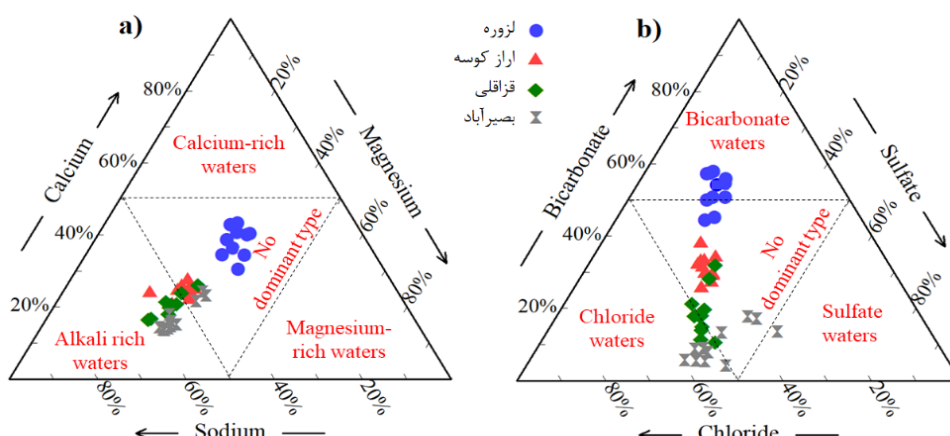 a)
20%
80%
Calcium
Magnesium
Calcium-rich
waters
60%
40%
60%
40%
No
dominant type
80%
20%
Alkali rich
waters
Magnesium-
rich waters
80%
60%
40%
20%
Sodium
لزوره
اراز کوسه
قزاقلی
بصیرآباد
b)
20%
80%
Bicarbonate
Sulfate
Bicarbonate
waters
60%
40%
60%
40%
No
dominant type
80%
20%
Chloride
waters
Sulfate
waters
80%
60%
40%
20%
Chloride